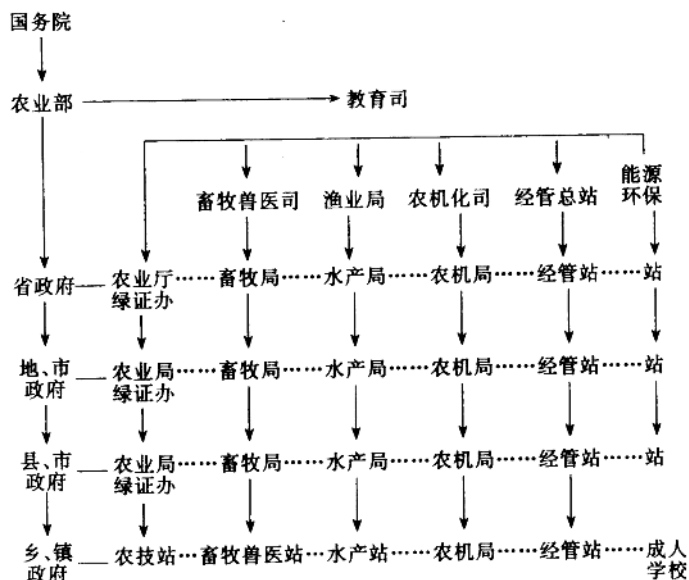 国务院
农业部 教育司
畜牧兽医司 渔业局 农机化司 经管总站 能源
环保
省政府 农业厅……畜牧局……水产局……农机局……经管站……站
绿证办
地、市 农业局……畜牧局……水产局……农机局……经管站……站
政府 绿证办
县、市 农业局……畜牧局……水产局……农机局……经管站……站
政府 绿证办
乡、镇 农技站……畜牧兽医站……水产站……农机局……经管站……成人
政府 学校